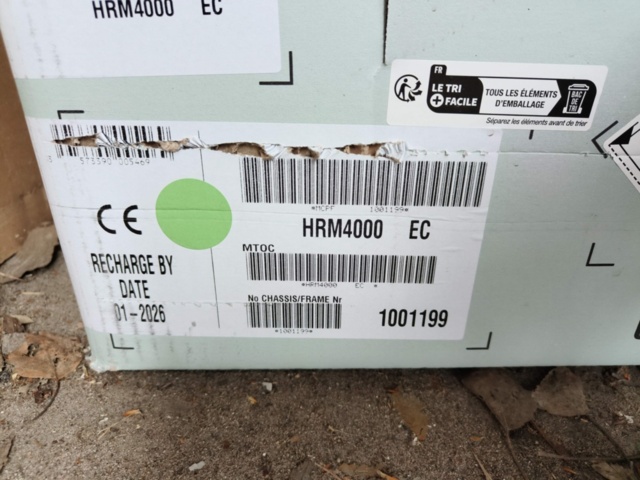 HRM4000 EC
FR
LE TRI
+ FACILE
TOUS LES ÉLÉMENTS
D'EMBALLAGE
BAC
DE
TRI
Séparez les éléments avant de trier
*MCPF 1001199*
HRM4000 EC
CE
MTOC
*HRM4000 EC *
RECHARGE BY
DATE
01-2026
No CHASSIS/FRAME Nr
*1001199*
1001199